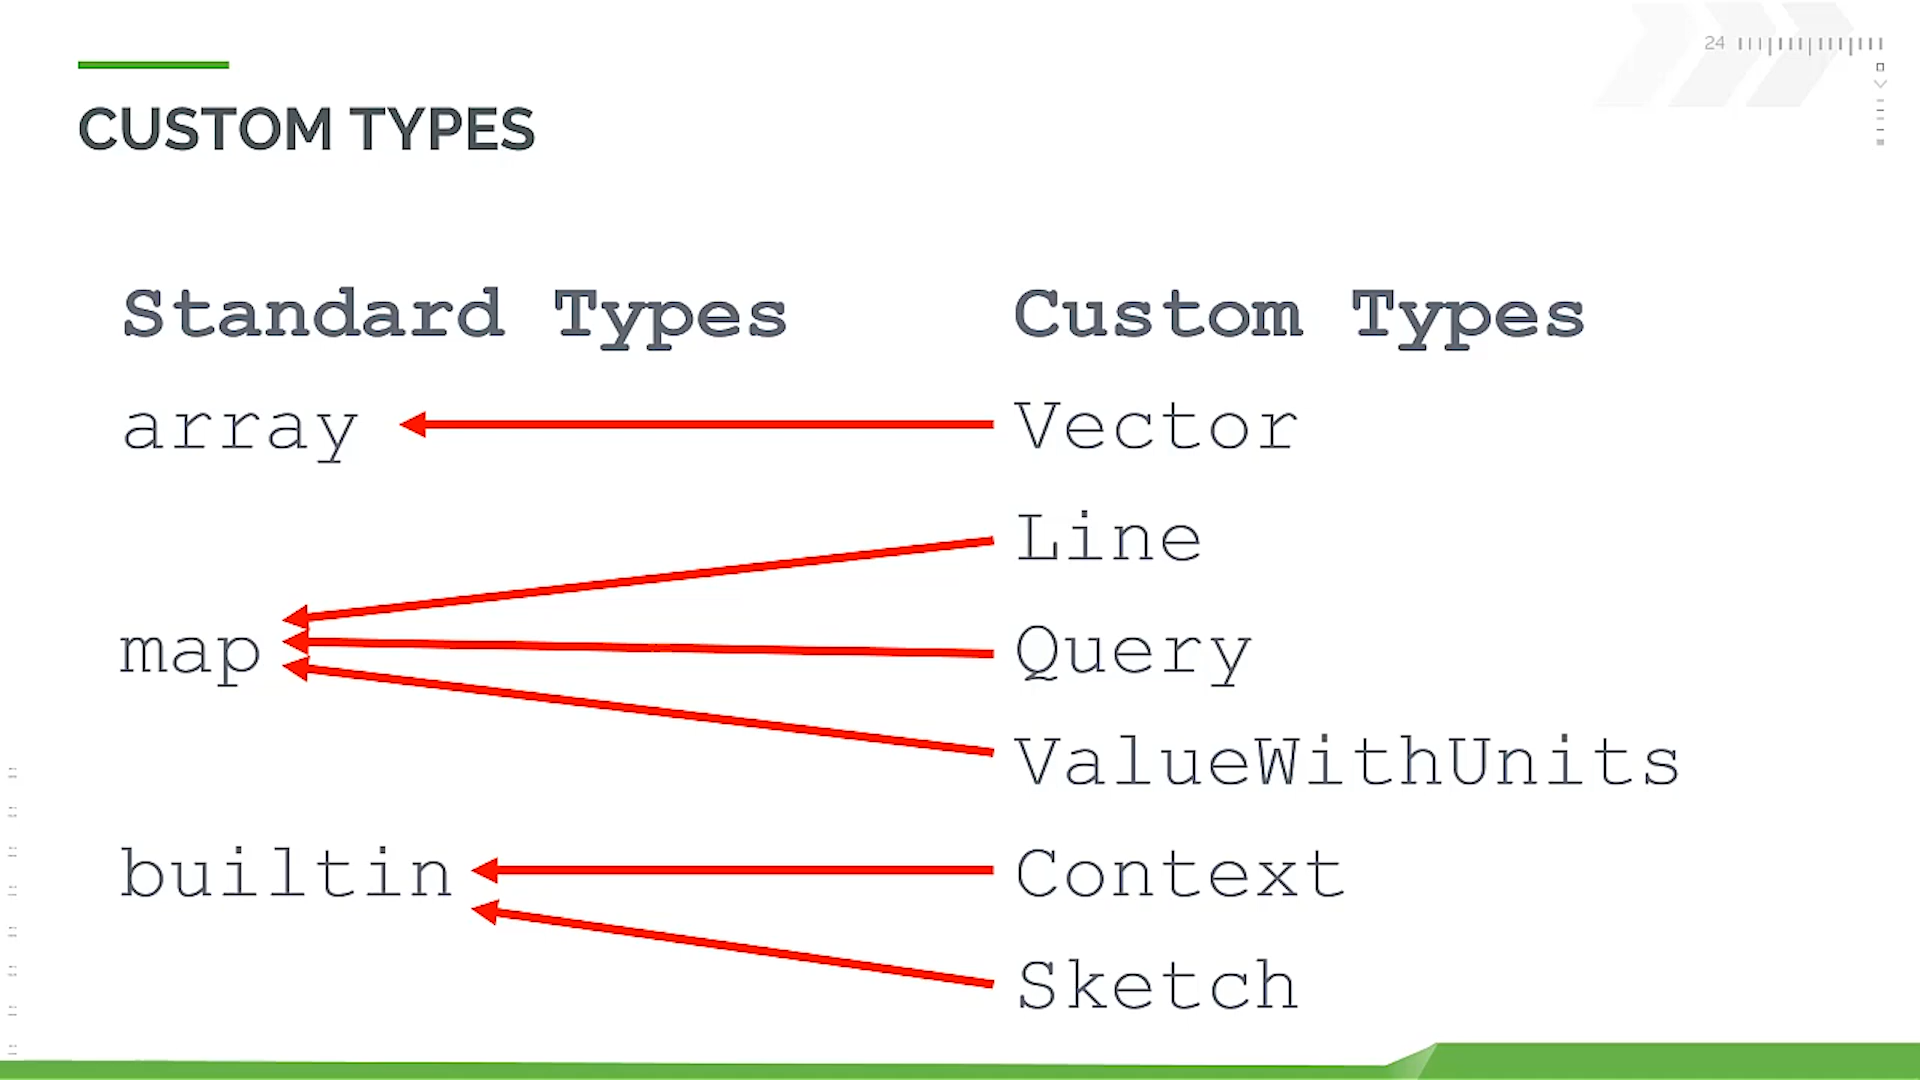 24
CUSTOM TYPES
Standard Types Custom Types
array Vector
Line
map Query
ValueWithUnits
builtin Context
Sketch